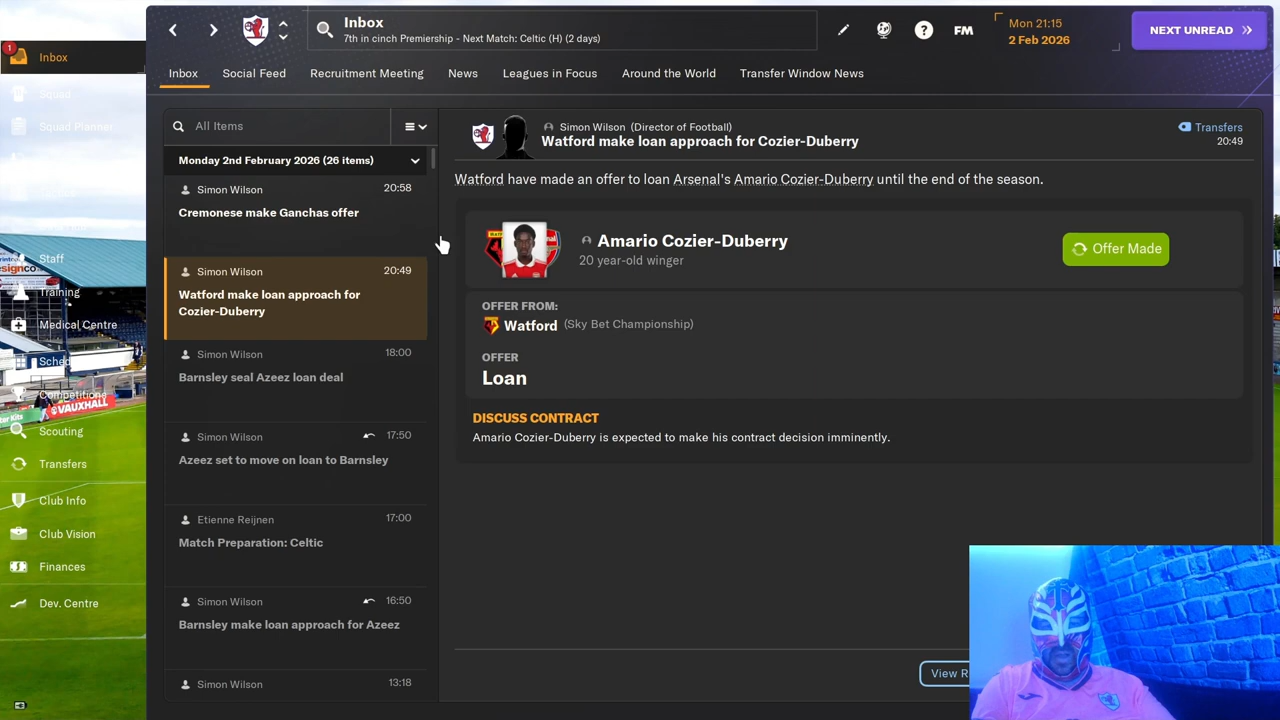 Inbox
7th in cinch Premiership - Next Match: Celtic (H) (2 days)
FM
Mon 21:15
2 Feb 2026
NEXT UNREAD
1
Inbox
Squad
Squad Planner
Staff
Training
Medical Centre
Sched
Competitions
Scouting
Transfers
Club Info
Club Vision
Finances
Dev. Centre
VAUXHALL
Inbox
Social Feed
Recruitment Meeting
News
Leagues in Focus
Around the World
Transfer Window News
All Items
Monday 2nd February 2026 (26 items)
Simon Wilson 20:58
Cremonese make Ganchas offer
Simon Wilson 20:49
Watford make loan approach for
Cozier-Duberry
Simon Wilson 18:00
Barnsley seal Azeez loan deal
Simon Wilson 17:50
Azeez set to move on loan to Barnsley
Etienne Reijnen 17:00
Match Preparation: Celtic
Simon Wilson 16:50
Barnsley make loan approach for Azeez
Simon Wilson 13:18
Simon Wilson (Director of Football)
Watford make loan approach for Cozier-Duberry
Transfers
20:49
Watford have made an offer to loan Arsenal's Amario Cozier-Duberry until the end of the season.
Amario Cozier-Duberry
20 year-old winger
Offer Made
OFFER FROM:
Watford (Sky Bet Championship)
OFFER
Loan
DISCUSS CONTRACT
Amario Cozier-Duberry is expected to make his contract decision imminently.
View R